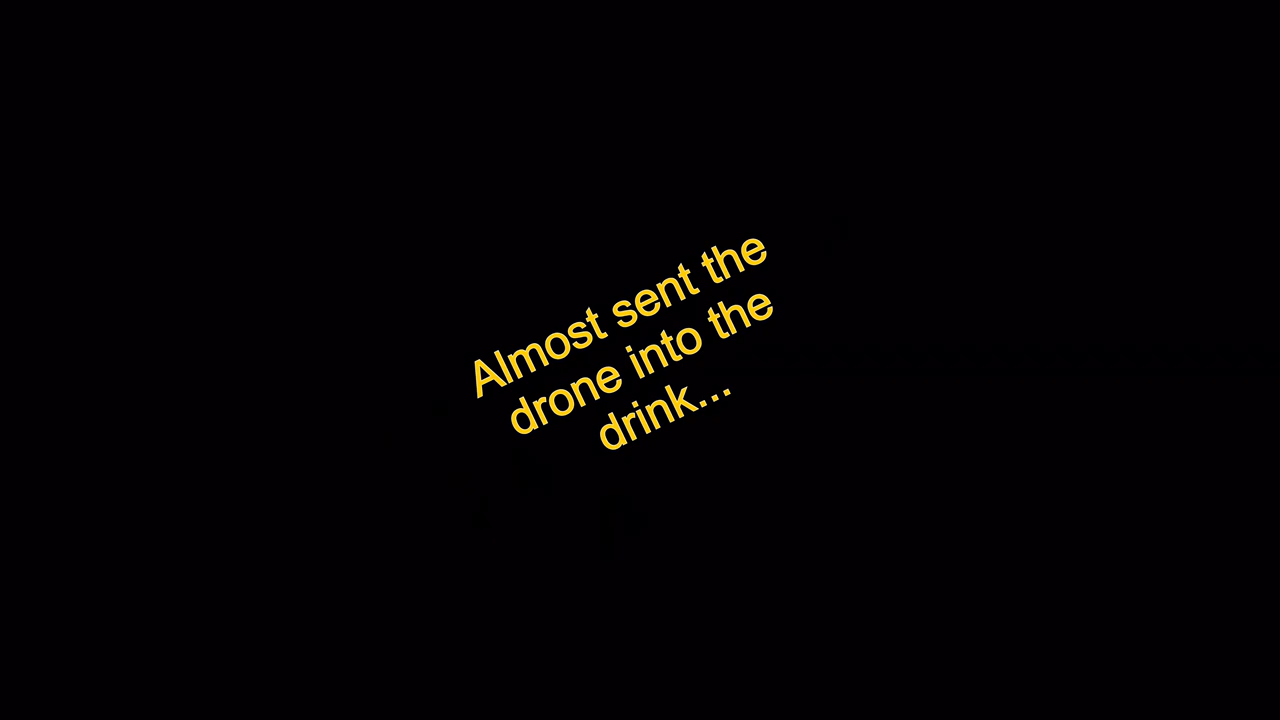 Almost sent the
drone into the
drink...